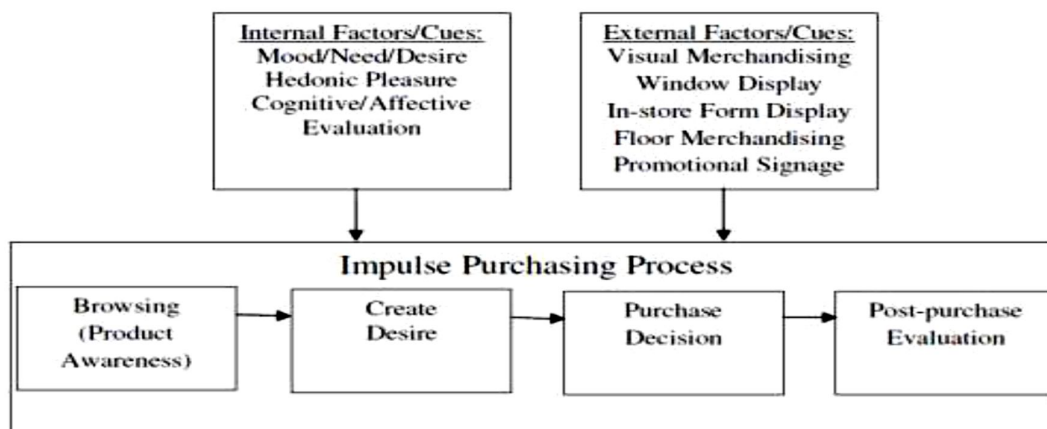 Internal Factors/Cues:
Mood/Need/Desire
Hedonic Pleasure
Cognitive/Affective
Evaluation
External Factors/Cues:
Visual Merchandising
Window Display
In-store Form Display
Floor Merchandising
Promotional Signage
Impulse Purchasing Process
Browsing
(Product
Awareness)
Create
Desire
Purchase
Decision
Post-purchase
Evaluation